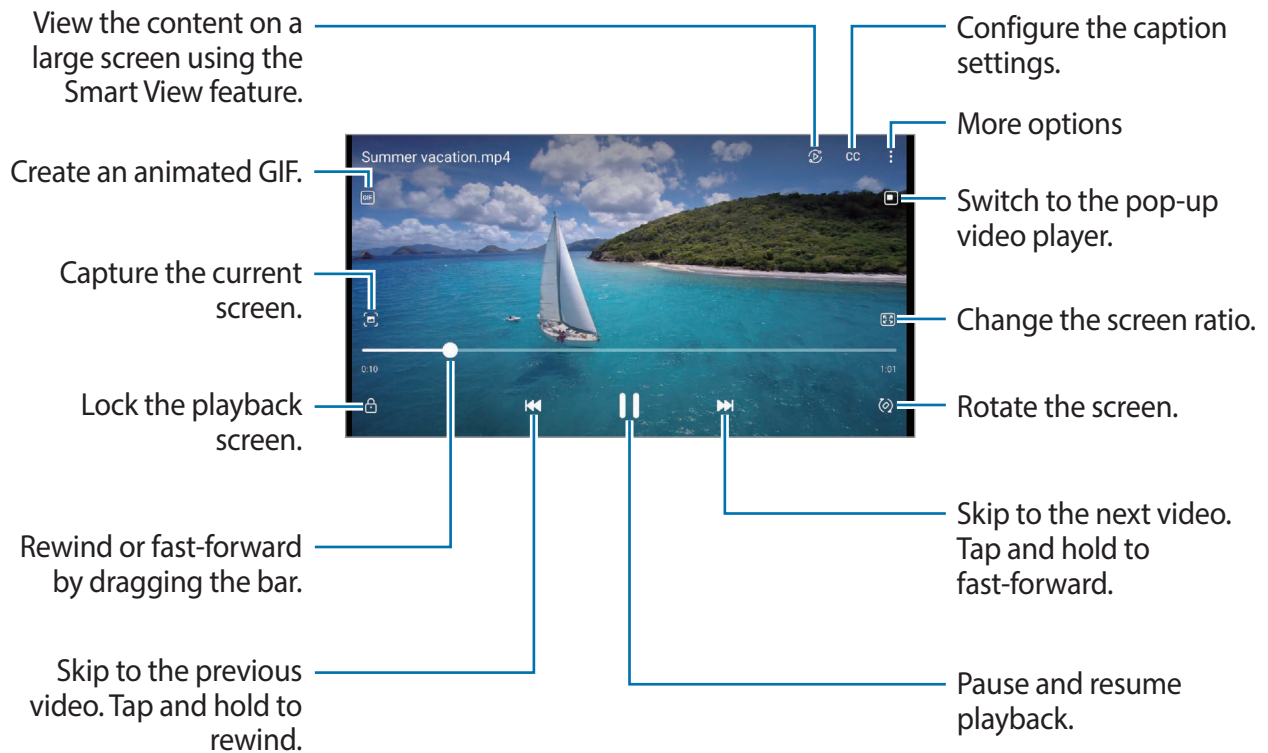 View the content on a
large screen using the
Smart View feature.
Configure the caption
settings.
More options
Summer vacation.mp4
CC
Create an animated GIF.
GIF
Switch to the pop-up
video player.
Capture the current
screen.
Change the screen ratio.
0:10
1:01
Lock the playback
screen.
Rotate the screen.
Rewind or fast-forward
by dragging the bar.
Skip to the next video.
Tap and hold to
fast-forward.
Skip to the previous
video. Tap and hold to
rewind.
Pause and resume
playback.